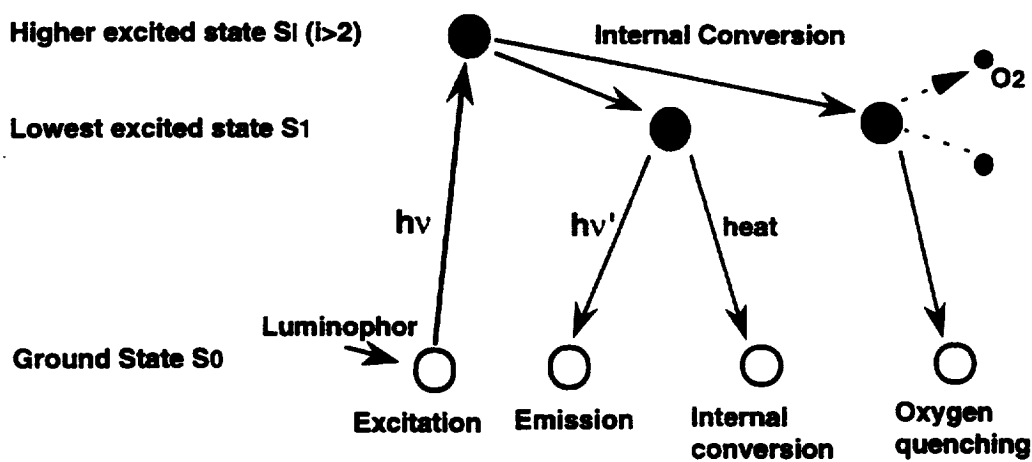 Higher excited state SI (i>2)
Internal Conversion
O2
Lowest excited state S1
hν
hν'
heat
Luminophor
Ground State S0
Excitation
Emission
Internal
conversion
Oxygen
quenching